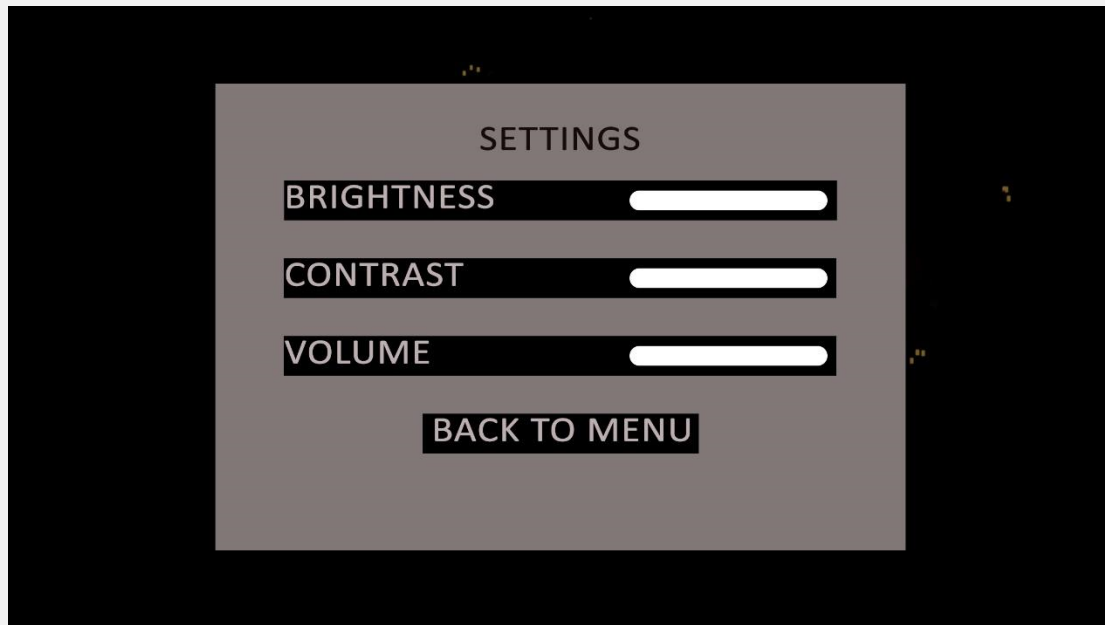 SETTINGS
BRIGHTNESS
CONTRAST
VOLUME
BACK TO MENU